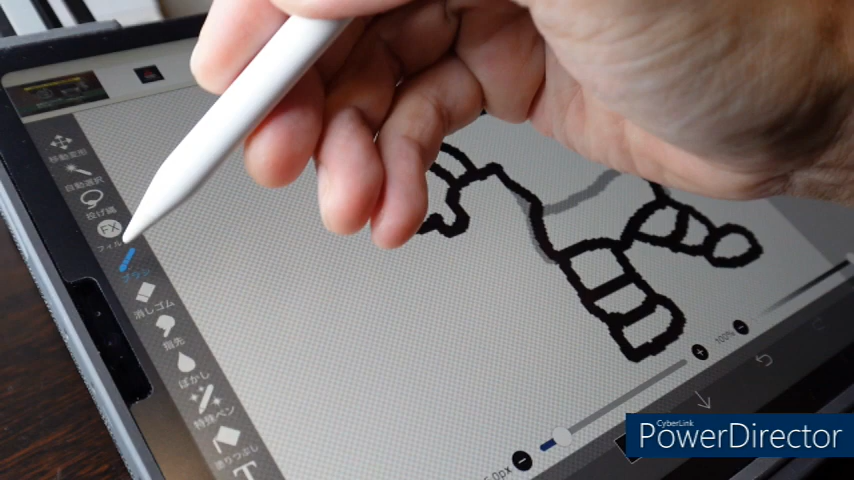 移動変形
自動選択
投げ縄
FX
ブラシ
消しゴム
指先
ぼかし
特殊ペン
塗りつぶし
T
100%
CyberLink
PowerDirector